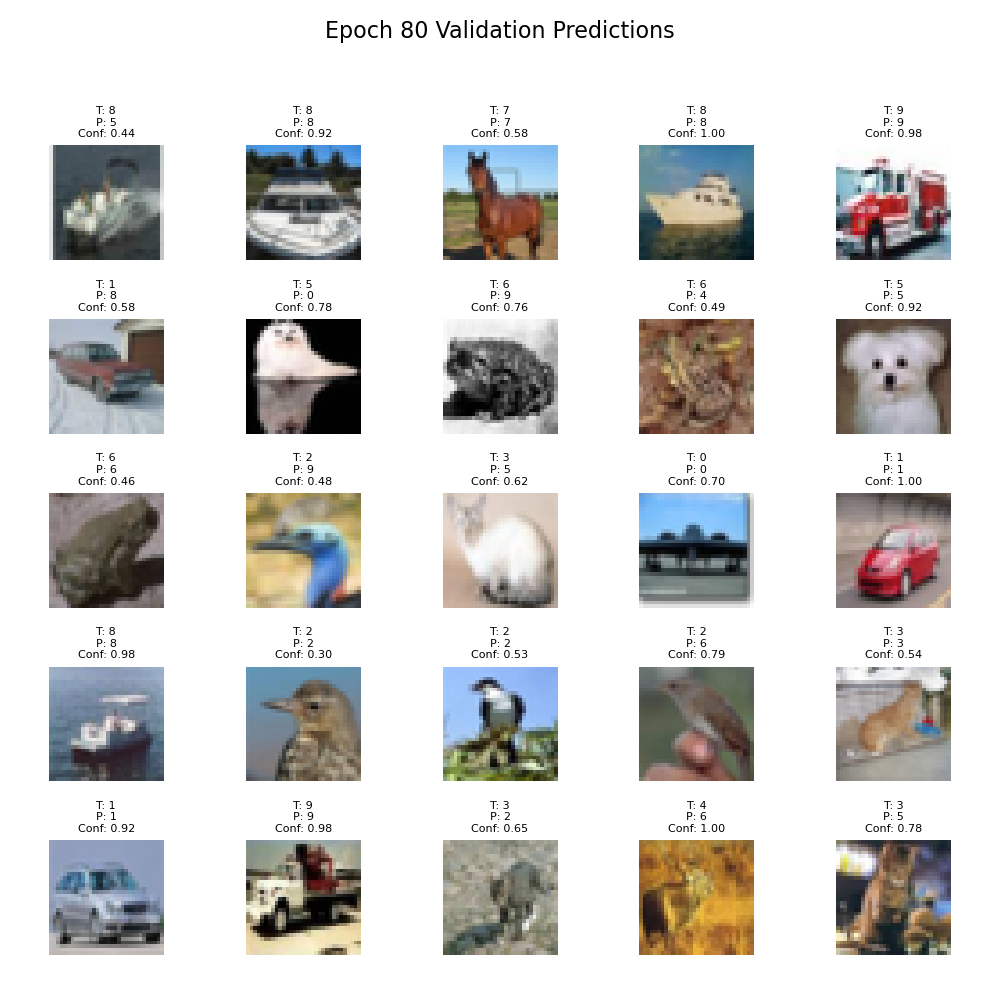 Epoch 80 Validation Predictions
T: 8
P: 5
Conf: 0.44
T: 8
P: 8
Conf: 0.92
T: 7
P: 7
Conf: 0.58
T: 8
P: 8
Conf: 1.00
T: 9
P: 9
Conf: 0.98
T: 1
P: 8
Conf: 0.58
T: 5
P: 0
Conf: 0.78
T: 6
P: 9
Conf: 0.76
T: 6
P: 4
Conf: 0.49
T: 5
P: 5
Conf: 0.92
T: 6
P: 6
Conf: 0.46
T: 2
P: 9
Conf: 0.48
T: 3
P: 5
Conf: 0.62
T: 0
P: 0
Conf: 0.70
T: 1
P: 1
Conf: 1.00
T: 8
P: 8
Conf: 0.98
T: 2
P: 2
Conf: 0.30
T: 2
P: 2
Conf: 0.53
T: 2
P: 6
Conf: 0.79
T: 3
P: 3
Conf: 0.54
T: 1
P: 1
Conf: 0.92
T: 9
P: 9
Conf: 0.98
T: 3
P: 2
Conf: 0.65
T: 4
P: 6
Conf: 1.00
T: 3
P: 5
Conf: 0.78